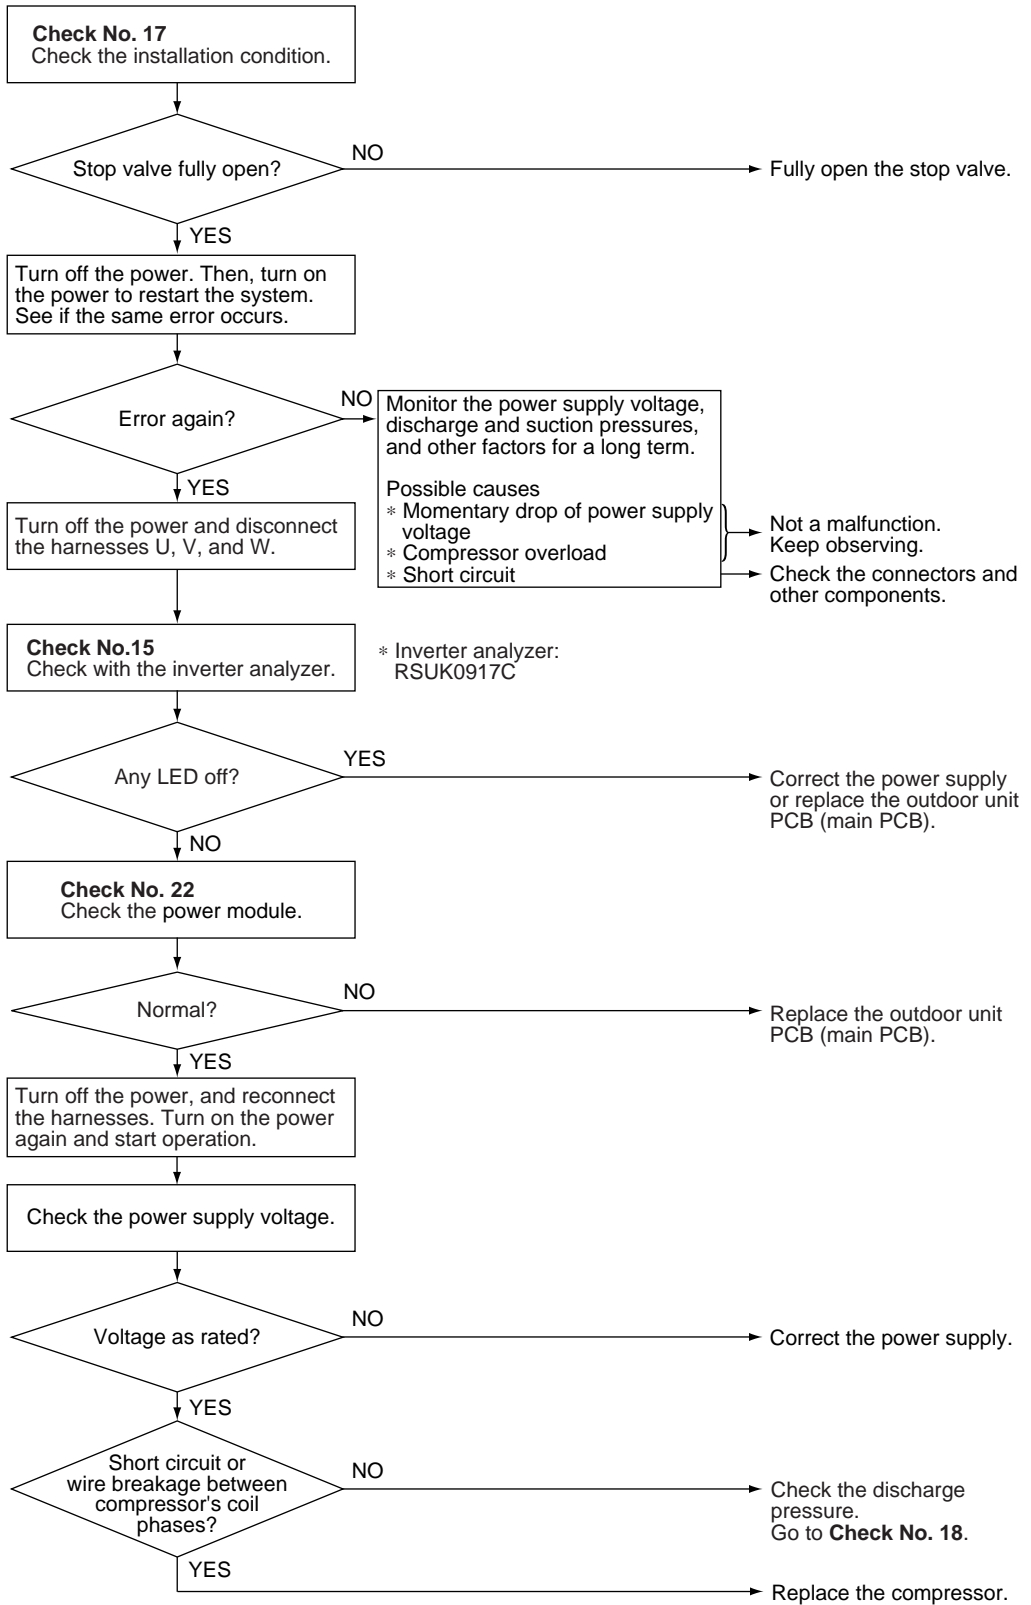 Check No. 17
Check the installation condition.
Stop valve fully open?
NO
Fully open the stop valve.
YES
Turn off the power. Then, turn on
the power to restart the system.
See if the same error occurs.
Error again?
NO
Monitor the power supply voltage,
discharge and suction pressures,
and other factors for a long term.
Possible causes
∗ Momentary drop of power supply
voltage
∗ Compressor overload
∗ Short circuit
Not a malfunction.
Keep observing.
Check the connectors and
other components.
YES
Turn off the power and disconnect
the harnesses U, V, and W.
Check No.15
Check with the inverter analyzer.
∗ Inverter analyzer:
RSUK0917C
Any LED off?
YES
Correct the power supply
or replace the outdoor unit
PCB (main PCB).
NO
Check No. 22
Check the power module.
Normal?
NO
Replace the outdoor unit
PCB (main PCB).
YES
Turn off the power, and reconnect
the harnesses. Turn on the power
again and start operation.
Check the power supply voltage.
Voltage as rated?
NO
Correct the power supply.
YES
Short circuit or
wire breakage between
compressor's coil
phases?
NO
Check the discharge
pressure.
Go to Check No. 18.
YES
Replace the compressor.